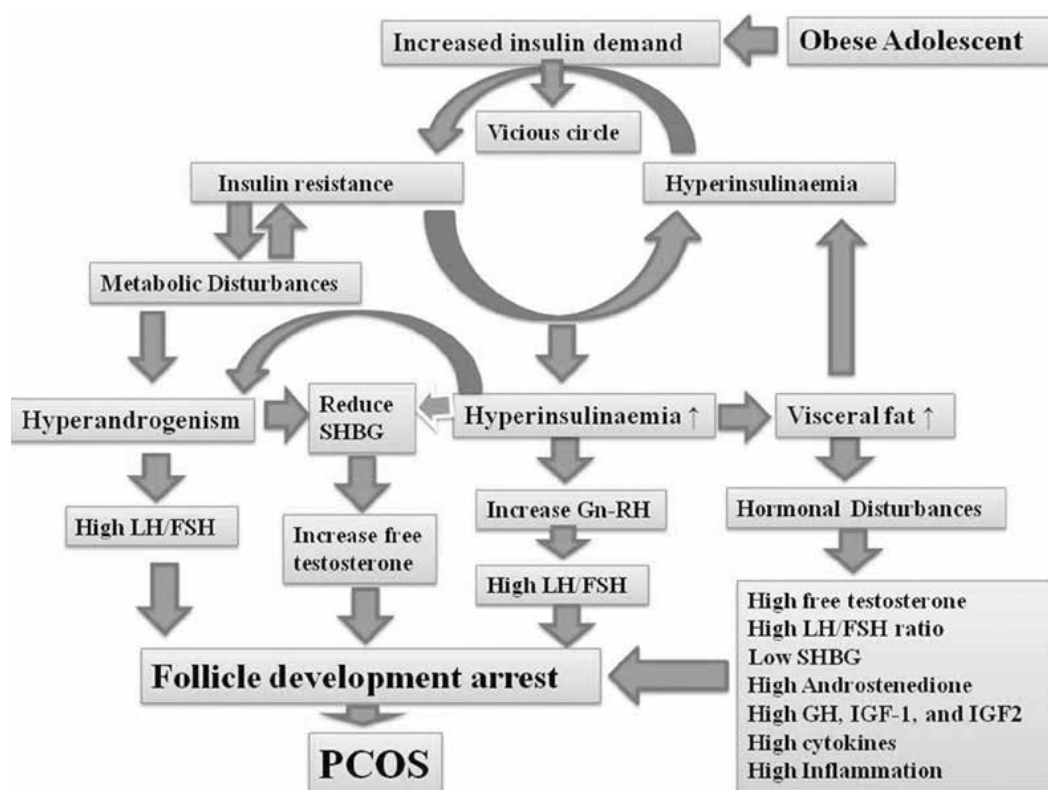 Increased insulin demand
Obese Adolescent
Vicious circle
Insulin resistance
Hyperinsulinaemia
Metabolic Disturbances
Hyperandrogenism
Reduce
SHBG
Hyperinsulinaemia ↑
Visceral fat ↑
High LH/FSH
Increase free
testosterone
Increase Gn-RH
High LH/FSH
Hormonal Disturbances
High free testosterone
High LH/FSH ratio
Low SHBG
High Androstenedione
High GH, IGF-1, and IGF2
High cytokines
High Inflammation
Follicle development arrest
PCOS